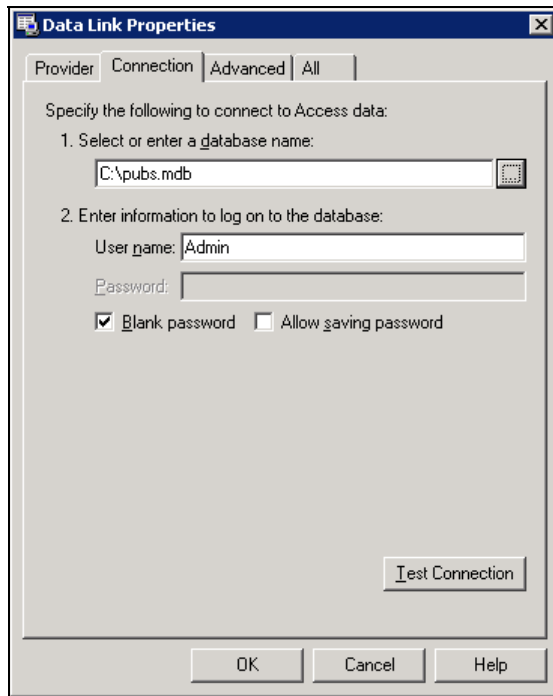 Data Link Properties
Provider Connection Advanced All
Specify the following to connect to Access data:
1. Select or enter a database name:
C:\pubs.mdb
...
2. Enter information to log on to the database:
User name: Admin
Password:
Blank password Allow saving password
Test Connection
OK Cancel Help